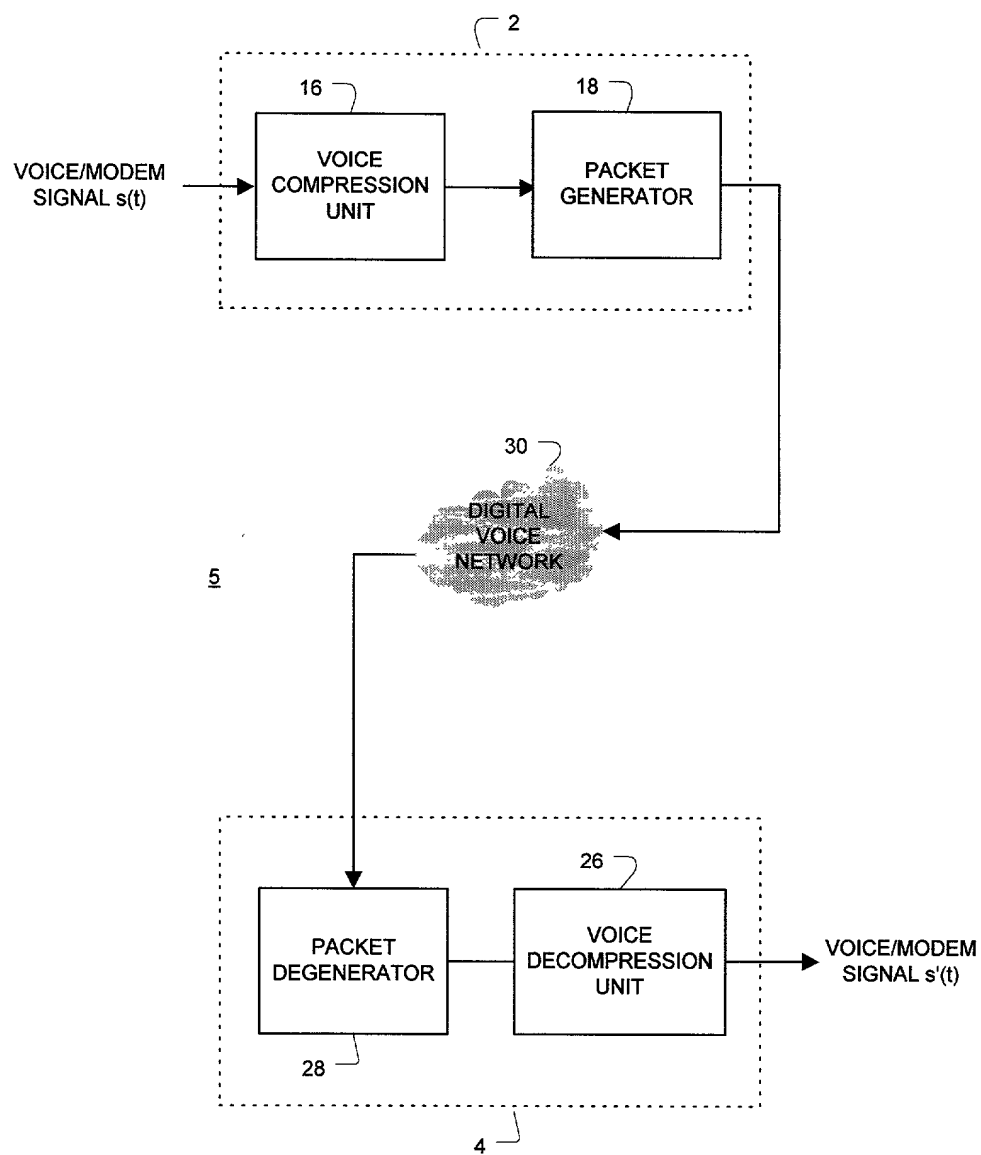 2
16
18
VOICE/MODEM
SIGNAL s(t)
VOICE
COMPRESSION
UNIT
PACKET
GENERATOR
30
DIGITAL
VOICE
NETWORK
5
26
PACKET
DEGENERATOR
VOICE
DECOMPRESSION
UNIT
VOICE/MODEM
SIGNAL s'(t)
28
4